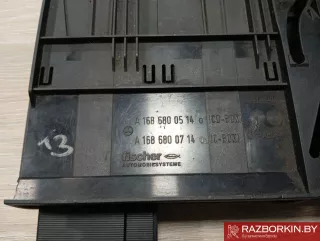 A 168 680 05 14
A 168 680 07 14
fischer
AUTOMOBILSYSTEME
13
RAZBORKIN.BY